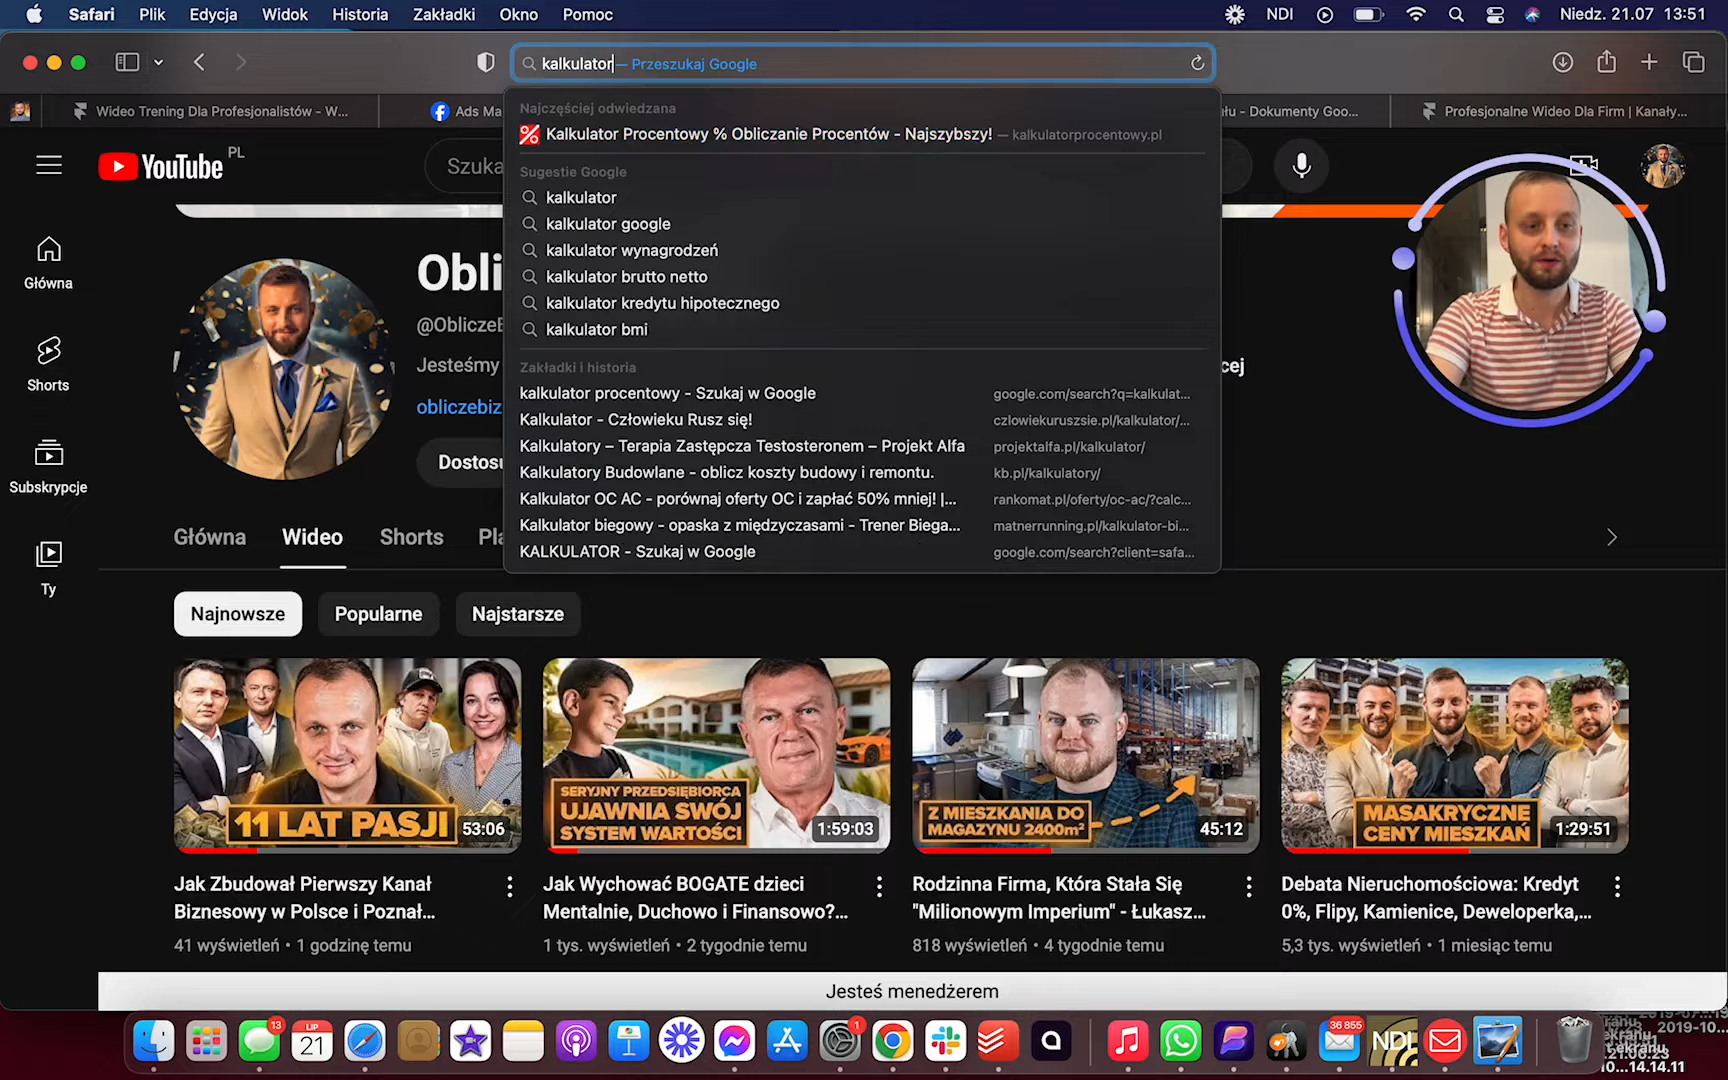 Safari Plik Edycja Widok Historia Zakładki Okno Pomoc NDI Niedz. 21.07 13:51
kalkulator — Przeszukaj Google
Wideo Trening Dla Profesjonalistów - W...
Ads Ma
łu - Dokumenty Goo...
Profesjonalne Wideo Dla Firm | Kanały...
Najczęściej odwiedzana
Kalkulator Procentowy % Obliczanie Procentów - Najszybszy! — kalkulatorprocentowy.pl
Sugestie Google
kalkulator
kalkulator google
kalkulator wynagrodzeń
kalkulator brutto netto
kalkulator kredytu hipotecznego
kalkulator bmi
Zakładki i historia
kalkulator procentowy - Szukaj w Google google.com/search?q=kalkulat...
Kalkulator - Człowieku Rusz się! czlowiekuruszsie.pl/kalkulator/...
Kalkulatory – Terapia Zastępcza Testosteronem – Projekt Alfa projektalfa.pl/kalkulator/
Kalkulatory Budowlane - oblicz koszty budowy i remontu. kb.pl/kalkulatory/
Kalkulator OC AC - porównaj oferty OC i zapłać 50% mniej! |... rankomat.pl/oferty/oc-ac/?calc...
Kalkulator biegowy - opaska z międzyczasami - Trener Biega... matnerrunning.pl/kalkulator-bi...
KALKULATOR - Szukaj w Google google.com/search?client=safa...
YouTube PL
Szuka
Główna
Shorts
Subskrypcje
Ty
Obli
@ObliczeB
Jesteśmy
cej
obliczebiz
Dostosu
Główna Wideo Shorts Pla
Najnowsze Popularne Najstarsze
11 LAT PASJI 53:06
Jak Zbudował Pierwszy Kanał
Biznesowy w Polsce i Poznał...
41 wyświetleń • 1 godzinę temu
SERYJNY PRZEDSIĘBIORCA
UJAWNIA SWÓJ
SYSTEM WARTOŚCI 1:59:03
Jak Wychować BOGATE dzieci
Mentalnie, Duchowo i Finansowo?...
1 tys. wyświetleń • 2 tygodnie temu
Z MIESZKANIA DO
MAGAZYNU 2400m² 45:12
Rodzinna Firma, Która Stała Się
"Milionowym Imperium" - Łukasz...
818 wyświetleń • 4 tygodnie temu
MASAKRYCZNE
CENY MIESZKAŃ 1:29:51
Debata Nieruchomościowa: Kredyt
0%, Flipy, Kamienice, Deweloperka,...
5,3 tys. wyświetleń • 1 miesiąc temu
Jesteś menedżerem
13
LIP
21
1
36 855
NDI